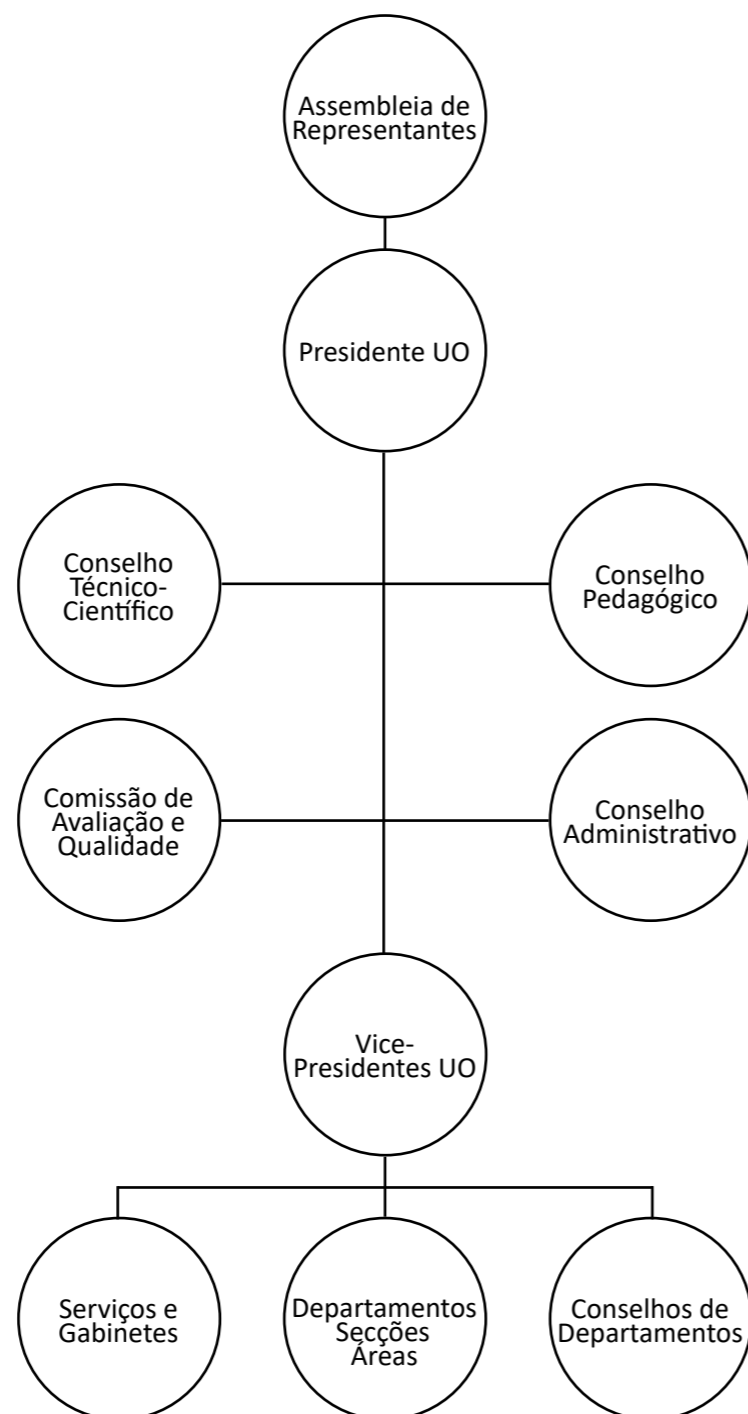 Assembleia de
Representantes
Presidente UO
Conselho
Técnico-
Científico
Conselho
Pedagógico
Comissão de
Avaliação e
Qualidade
Conselho
Administrativo
Vice-
Presidentes UO
Serviços e
Gabinetes
Departamentos
Secções
Áreas
Conselhos de
Departamentos